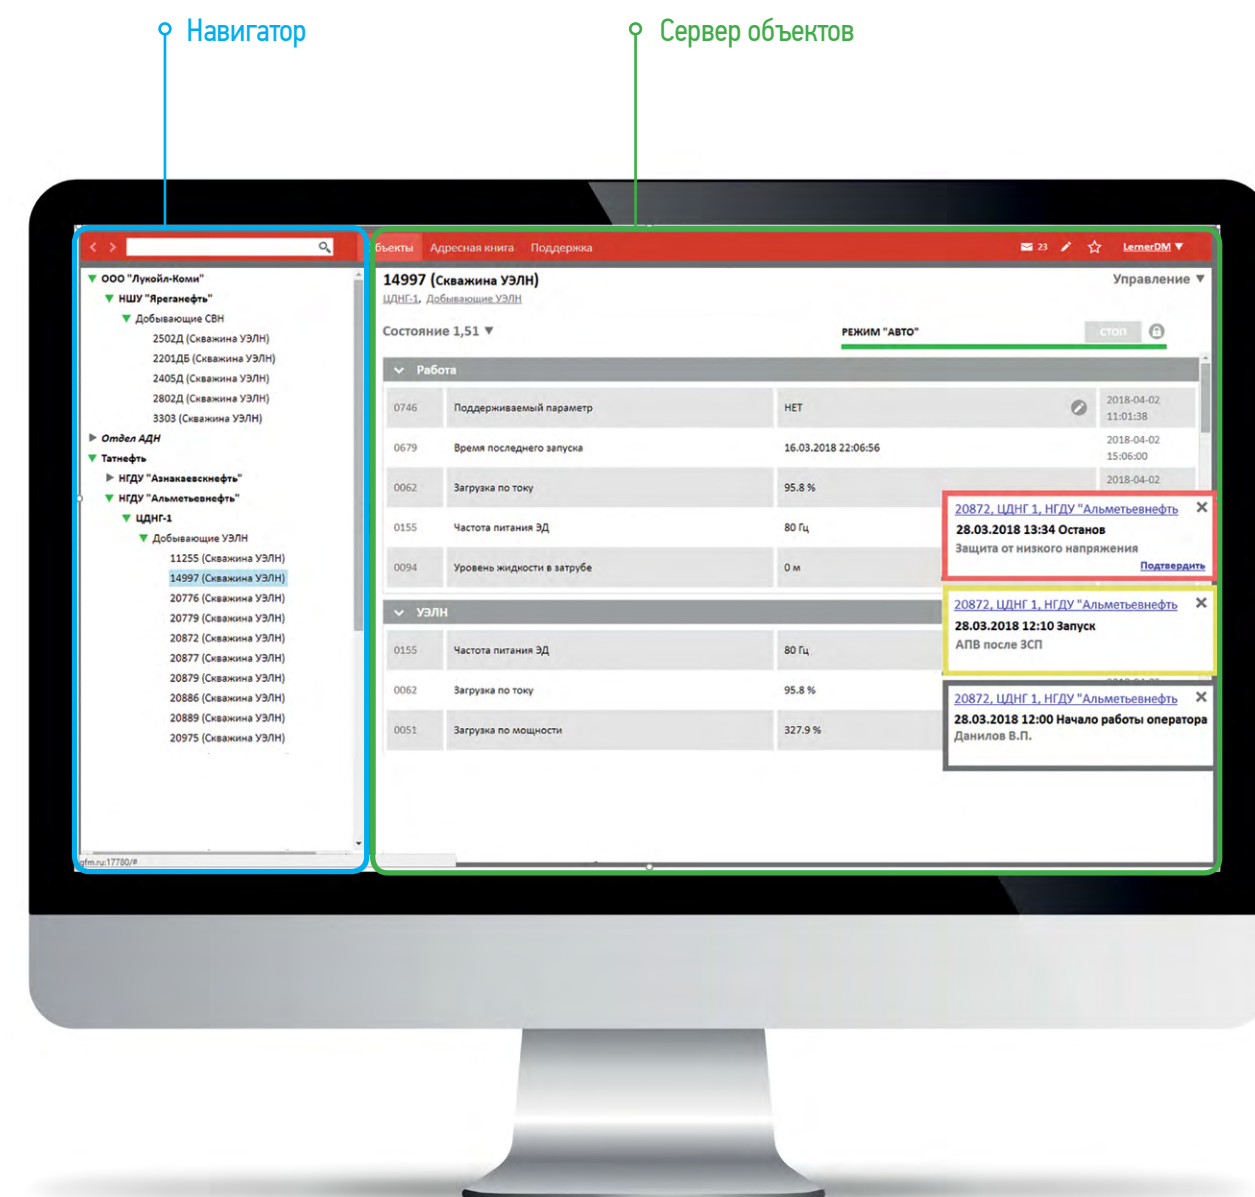 Навигатор
Сервер объектов
бъекты Адресная книга Поддержка
23
LernerDM
ООО "Лукойл-Коми"
НШУ "Яреганефть"
Добывающие СВН
2502Д (Скважина УЭЛН)
2201ДБ (Скважина УЭЛН)
2405Д (Скважина УЭЛН)
2802Д (Скважина УЭЛН)
3303 (Скважина УЭЛН)
Отдел АДН
Татнефть
НГДУ "Азнакаевскнефть"
НГДУ "Альметьевнефть"
ЦДНГ-1
Добывающие УЭЛН
11255 (Скважина УЭЛН)
14997 (Скважина УЭЛН)
20776 (Скважина УЭЛН)
20779 (Скважина УЭЛН)
20872 (Скважина УЭЛН)
20877 (Скважина УЭЛН)
20879 (Скважина УЭЛН)
20886 (Скважина УЭЛН)
20889 (Скважина УЭЛН)
20975 (Скважина УЭЛН)
fm.ru:17780/#
14997 (Скважина УЭЛН)
Управление
ЦДНГ-1, Добывающие УЭЛН
Состояние 1,51
РЕЖИМ "АВТО"
СТОП
Работа
0746 Поддерживаемый параметр НЕТ 2018-04-02
11:01:38
0679 Время последнего запуска 16.03.2018 22:06:56 2018-04-02
15:06:00
0062 Загрузка по току 95.8 % 2018-04-02
0155 Частота питания ЭД 80 Гц
0094 Уровень жидкости в затрубе 0 м
УЭЛН
0155 Частота питания ЭД 80 Гц
0062 Загрузка по току 95.8 %
0051 Загрузка по мощности 327.9 %
20872, ЦДНГ 1, НГДУ "Альметьевнефть
28.03.2018 13:34 Останов
Защита от низкого напряжения
Подтвердить
20872, ЦДНГ 1, НГДУ "Альметьевнефть
28.03.2018 12:10 Запуск
АПВ после ЗСП
20872, ЦДНГ 1, НГДУ "Альметьевнефть
28.03.2018 12:00 Начало работы оператора
Данилов В.П.